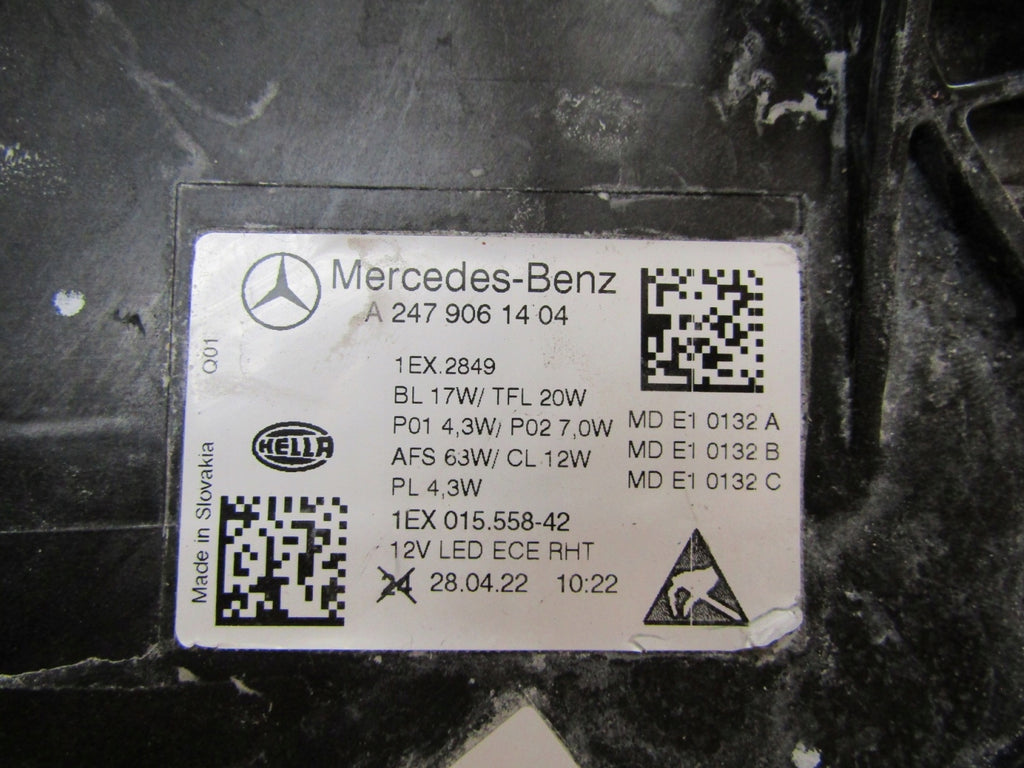 Mercedes-Benz
A 247 906 14 04
Q01
1EX.2849
BL 17W/ TFL 20W
P01 4,3W/ P02 7,0W
AFS 63W/ CL 12W
PL 4,3W
MD E1 0132 A
MD E1 0132 B
MD E1 0132 C
HELLA
Made in Slovakia
1EX 015.558-42
12V LED ECE RHT
24 28.04.22 10:22